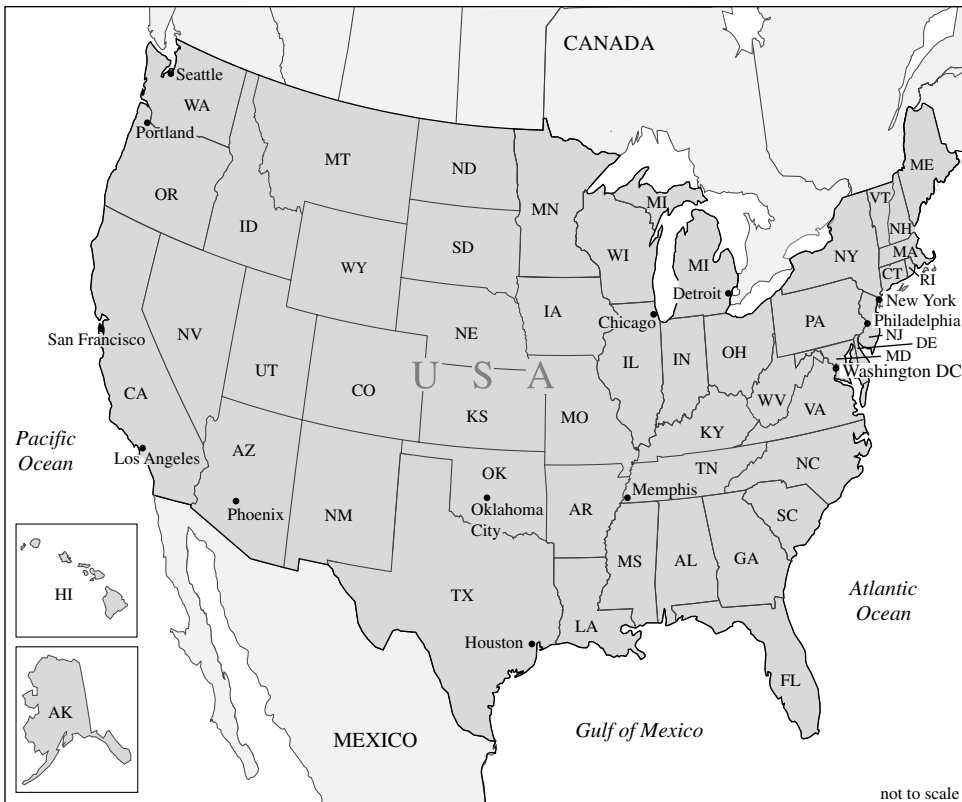 CANADA
Seattle
WA
Portland
MT
ND
ME
OR
MN
MI
VT
ID
SD
NH
WY
WI
NY
MA
MI
CT
RI
Detroit
New York
IA
Chicago
PA
Philadelphia
San Francisco
NV
NE
NJ
DE
OH
MD
IL
IN
UT
USA
Washington DC
CA
CO
WV
KS
MO
VA
KY
Pacific
Ocean
Los Angeles
AZ
OK
TN
NC
Phoenix
NM
Oklahoma
City
AR
Memphis
SC
MS
AL
GA
HI
TX
Atlantic
Ocean
LA
Houston
FL
AK
MEXICO
Gulf of Mexico
not to scale